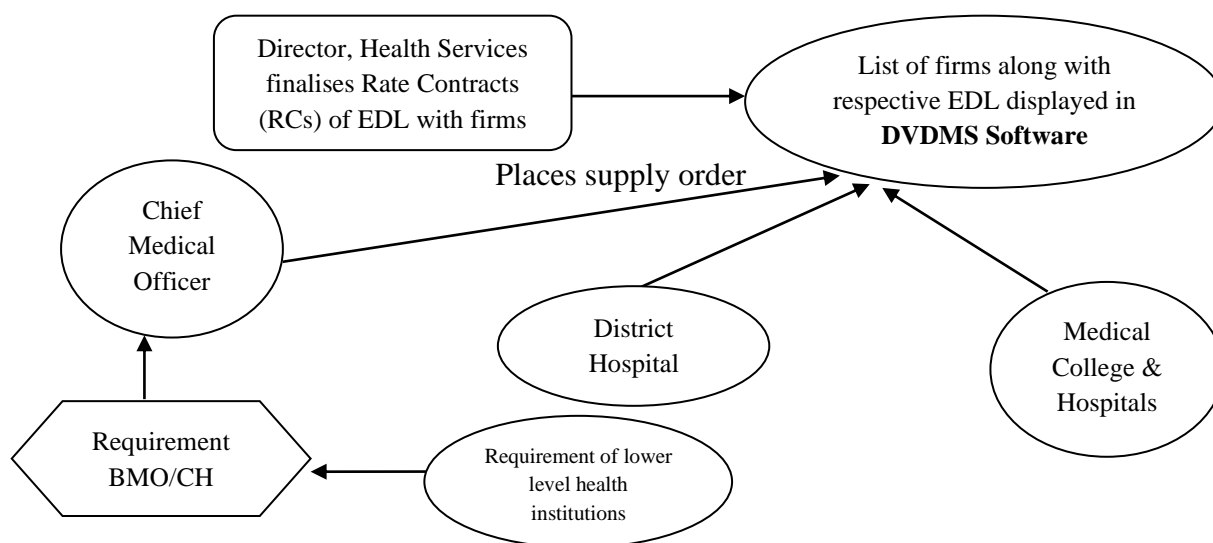 Director, Health Services
finalises Rate Contracts
(RCs) of EDL with firms
List of firms along with
respective EDL displayed in
DVDMS Software
Places supply order
Chief
Medical
Officer
District
Hospital
Medical
College &
Hospitals
Requirement
BMO/CH
Requirement of lower
level health
institutions